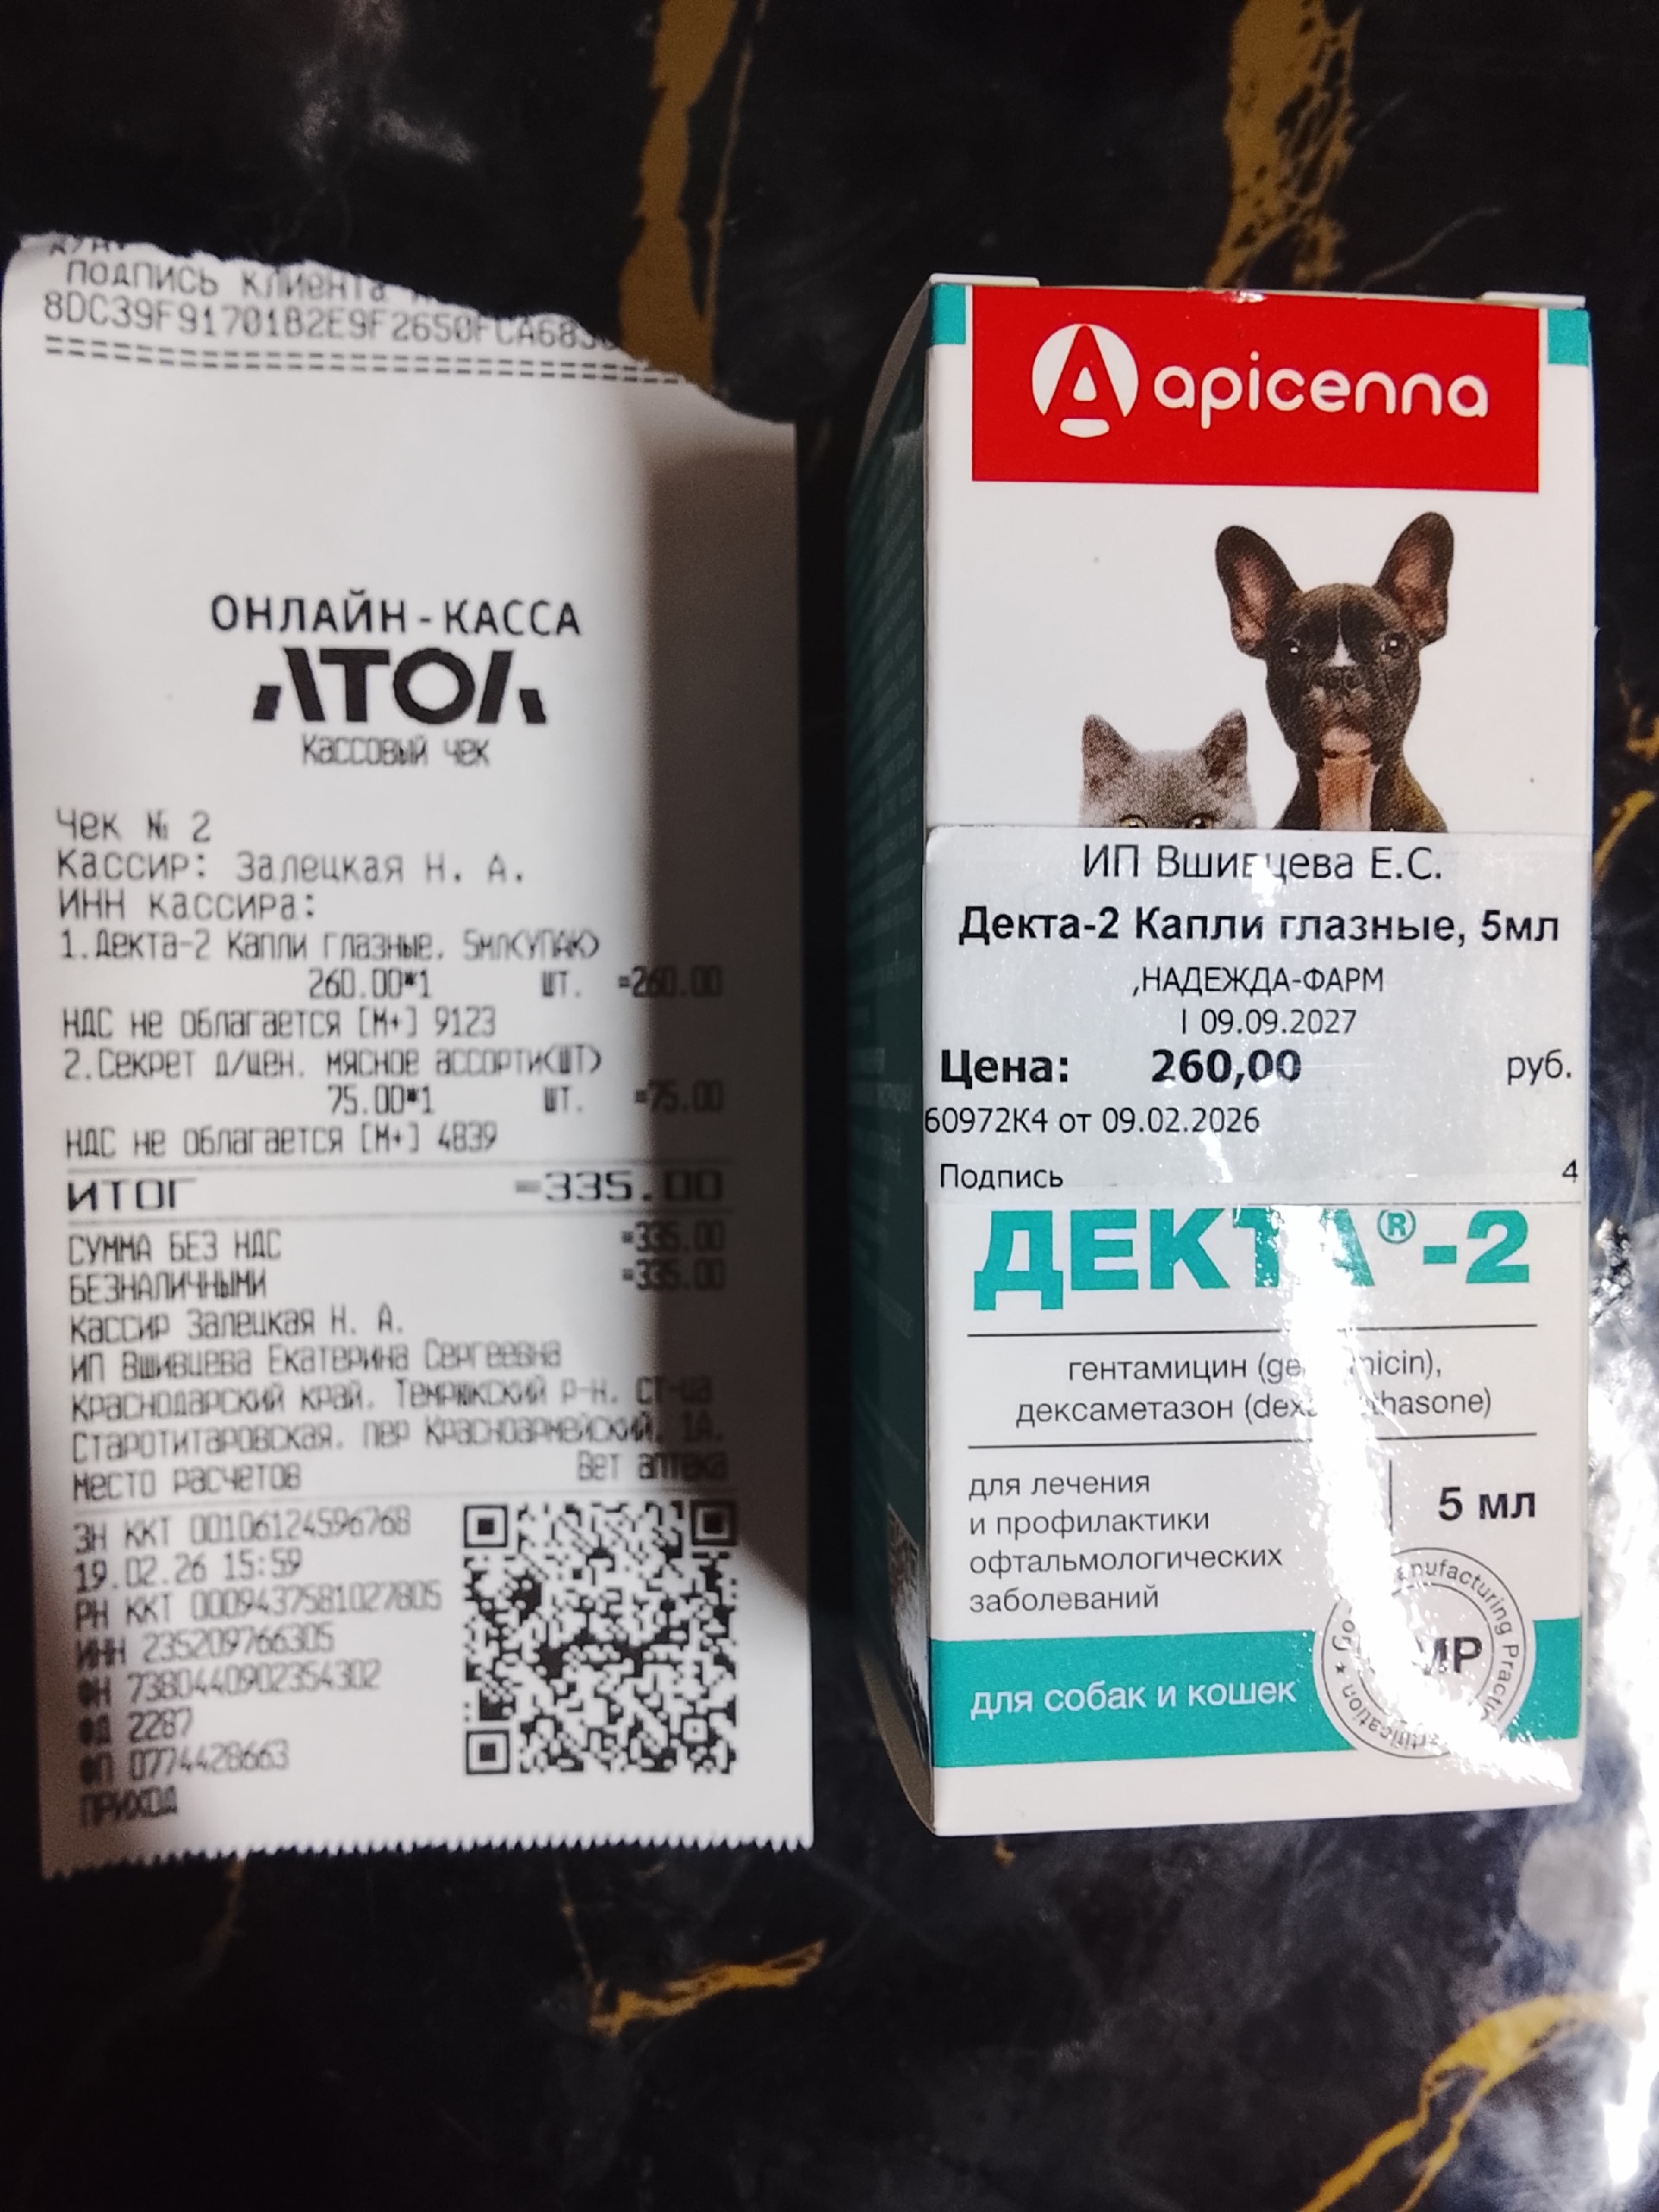 ПОДПИСЬ КЛИЕНТА
8DC39F91701B2E9F2650FCA68
ОНЛАЙН-КАССА
АТОЛ
КАССОВЫЙ ЧЕК
Чек № 2
Кассир: Залецкая Н. А.
ИНН кассира:
1.Декта-2 Капли глазные, 5мл(УПАК)
260.00*1 ШТ. =260.00
НДС не облагается [М+] 9123
2.Секрет д/щен. мясное ассорти(ШТ)
75.00*1 ШТ. =75.00
НДС не облагается [М+] 4839
ИТОГ =335.00
СУММА БЕЗ НДС =335.00
БЕЗНАЛИЧНЫМИ =335.00
Кассир Залецкая Н. А.
ИП Вшивцева Екатерина Сергеевна
Краснодарский край, Темрюкский р-н, ст-ца
Старотитаровская, пер Красноармейский, 1А,
Место расчетов Вет аптека
ЗН ККТ 00106124596768
19.02.26 15:59
РН ККТ 0009437581027805
ИНН 235209766305
ФН 7380440902354302
ФД 2287
ФП 0774428663
ПРИХОД
apicenna
ИП Вшивцева Е.С.
Декта-2 Капли глазные, 5мл
,НАДЕЖДА-ФАРМ
| 09.09.2027
Цена: 260,00 руб.
60972К4 от 09.02.2026
Подпись 4
ДЕКТА®-2
гентамицин (gentamicin),
дексаметазон (dexamethasone)
для лечения
и профилактики
офтальмологических
заболеваний
5 мл
для собак и кошек